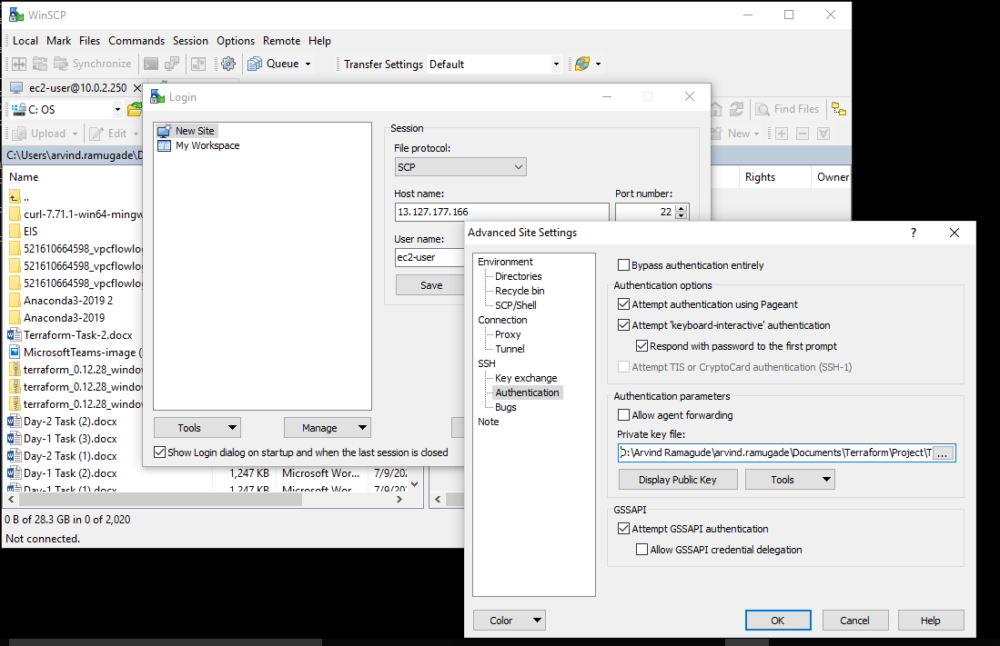 WinSCP
Local Mark Files Commands Session Options Remote Help
Synchronize Queue Transfer Settings Default
ec2-user@10.0.2.250
C: OS Find Files
Upload Edit New
C:\Users\arvind.ramugade\D
Name Rights Owner
..
curl-7.71.1-win64-mingw
EIS
521610664598_vpcflowlog
521610664598_vpcflowlog
521610664598_vpcflowlog
Anaconda3-2019 2
Anaconda3-2019
Terraform-Task-2.docx
MicrosoftTeams-image (
terraform_0.12.28_window
terraform_0.12.28_window
terraform_0.12.28_window
Day-2 Task (2).docx
Day-1 Task (3).docx
Day-2 Task (1).docx
Day-1 Task (2).docx 1,247 KB Microsoft Wor... 7/9/20
Day-1 Task (1).docx 1,247 KB Microsoft Wor... 7/9/20
0 B of 28.3 GB in 0 of 2,020
Not connected.
Login
New Site
My Workspace
Session
File protocol:
SCP
Host name: Port number:
13.127.177.166 22
User name:
ec2-user
Save
Tools Manage
Show Login dialog on startup and when the last session is closed
Advanced Site Settings ?
Environment
Directories
Recycle bin
SCP/Shell
Connection
Proxy
Tunnel
SSH
Key exchange
Authentication
Bugs
Note
Bypass authentication entirely
Authentication options
Attempt authentication using Pageant
Attempt 'keyboard-interactive' authentication
Respond with password to the first prompt
Attempt TIS or CryptoCard authentication (SSH-1)
Authentication parameters
Allow agent forwarding
Private key file:
D:\Arvind Ramagude\arvind.ramugade\Documents\Terraform\Project\T ...
Display Public Key Tools
GSSAPI
Attempt GSSAPI authentication
Allow GSSAPI credential delegation
Color OK Cancel Help